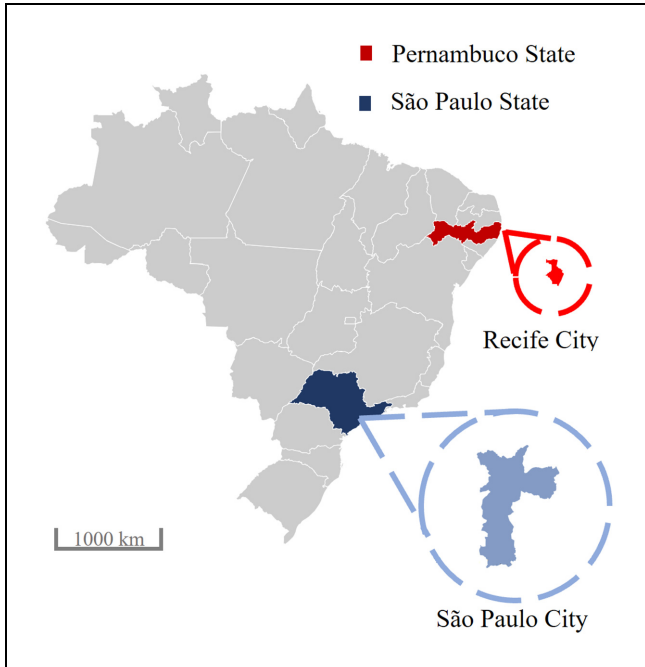 Pernambuco State
São Paulo State
Recife City
1000 km
São Paulo City